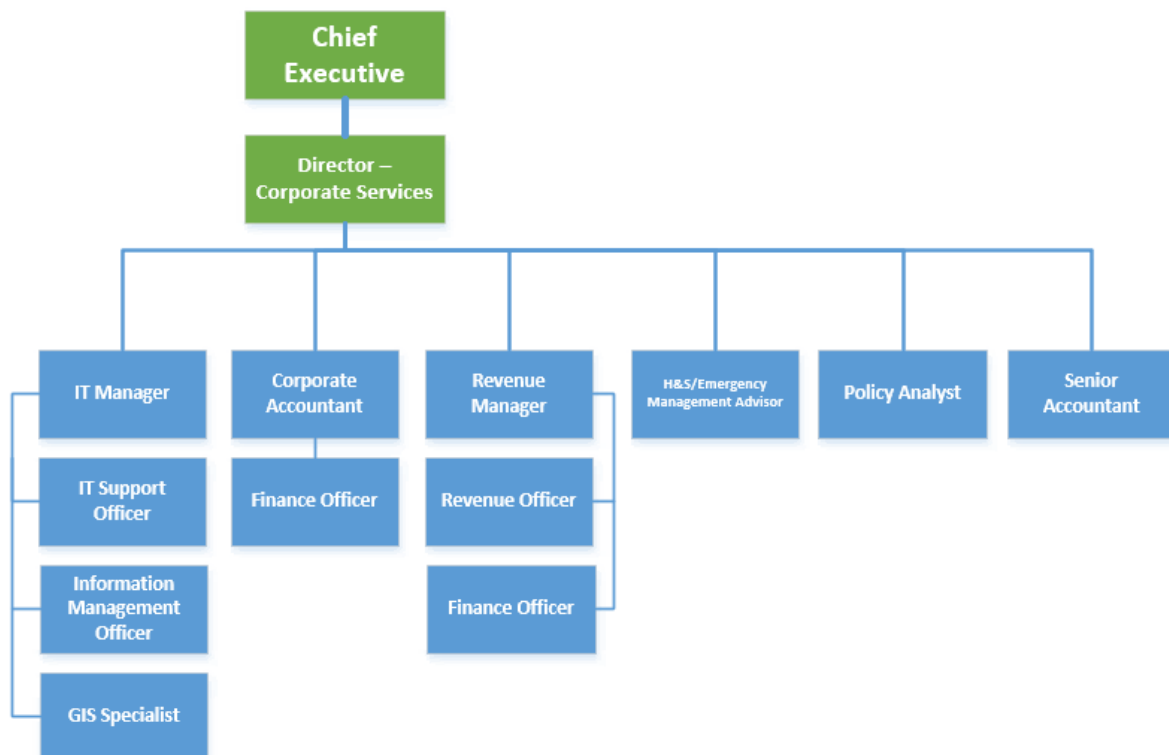 Chief
Executive
Director –
Corporate Services
IT Manager
Corporate
Accountant
Revenue
Manager
H&S/Emergency
Management Advisor
Policy Analyst
Senior
Accountant
IT Support
Officer
Finance Officer
Revenue Officer
Information
Management
Officer
Finance Officer
GIS Specialist